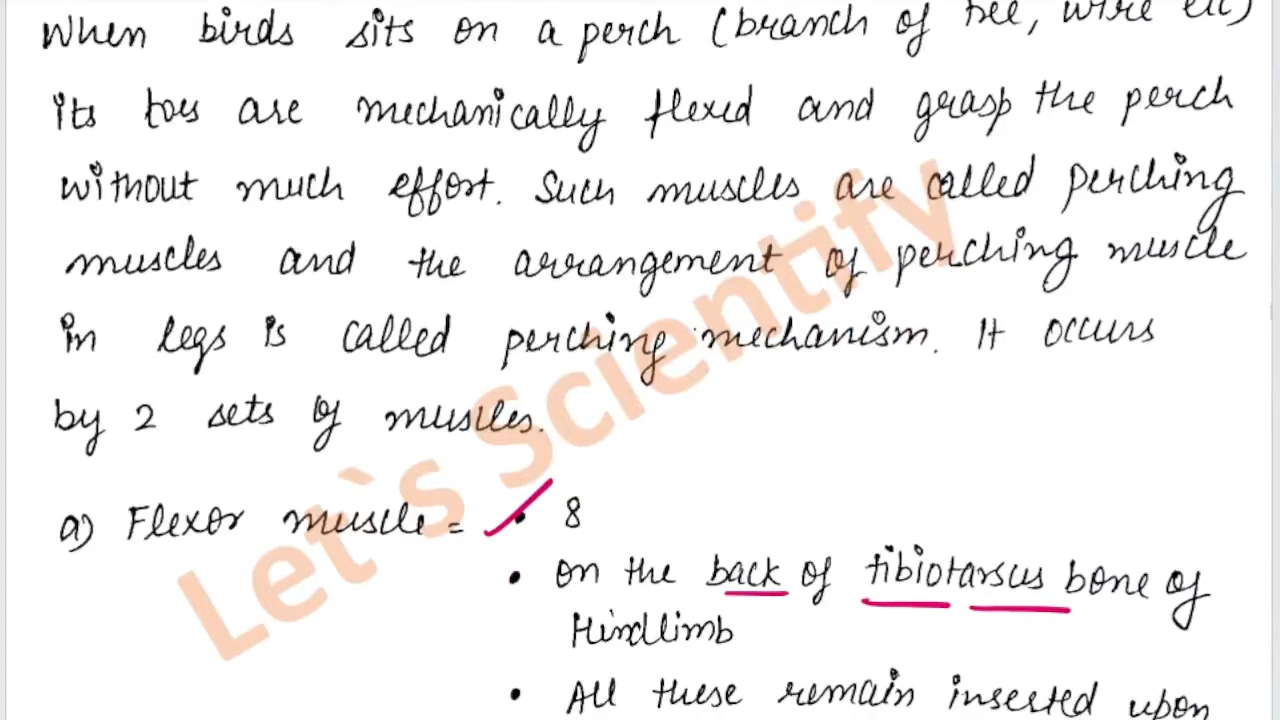 When birds sits on a perch (branch of tree, wire etc)
its toes are mechanically flexed and grasp the perch
without much effort. Such muscles are called perching
muscles and the arrangement of perching muscle
in legs is called perching mechanism. It occurs
by 2 sets of muscles.
a) Flexor muscle = • 8
• On the back of tibiotarsus bone of
Hindlimb
• All these remain inserted upon
Let`s Scientify